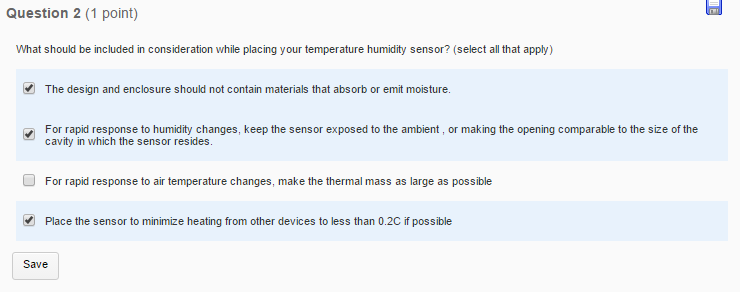 Question 2 (1 point)
What should be included in consideration while placing your temperature humidity sensor? (select all that apply)
The design and enclosure should not contain materials that absorb or emit moisture.
For rapid response to humidity changes, keep the sensor exposed to the ambient , or making the opening comparable to the size of the
cavity in which the sensor resides.
For rapid response to air temperature changes, make the thermal mass as large as possible
Place the sensor to minimize heating from other devices to less than 0.2C if possible
Save